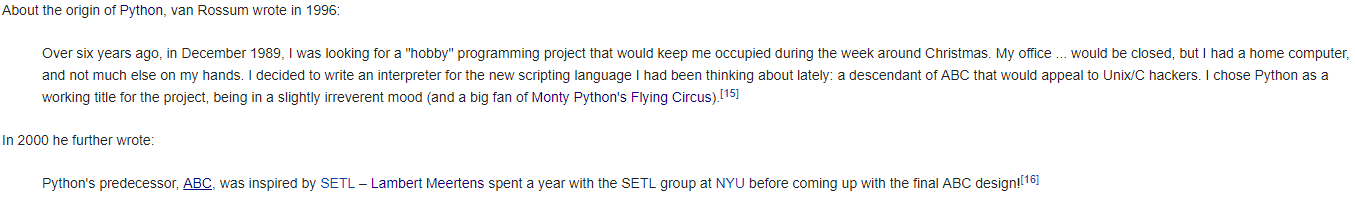 About the origin of Python, van Rossum wrote in 1996:
Over six years ago, in December 1989, I was looking for a "hobby" programming project that would keep me occupied during the week around Christmas. My office ... would be closed, but I had a home computer,
and not much else on my hands. I decided to write an interpreter for the new scripting language I had been thinking about lately: a descendant of ABC that would appeal to Unix/C hackers. I chose Python as a
working title for the project, being in a slightly irreverent mood (and a big fan of Monty Python's Flying Circus).[15]
In 2000 he further wrote:
Python's predecessor, ABC, was inspired by SETL – Lambert Meertens spent a year with the SETL group at NYU before coming up with the final ABC design![16]